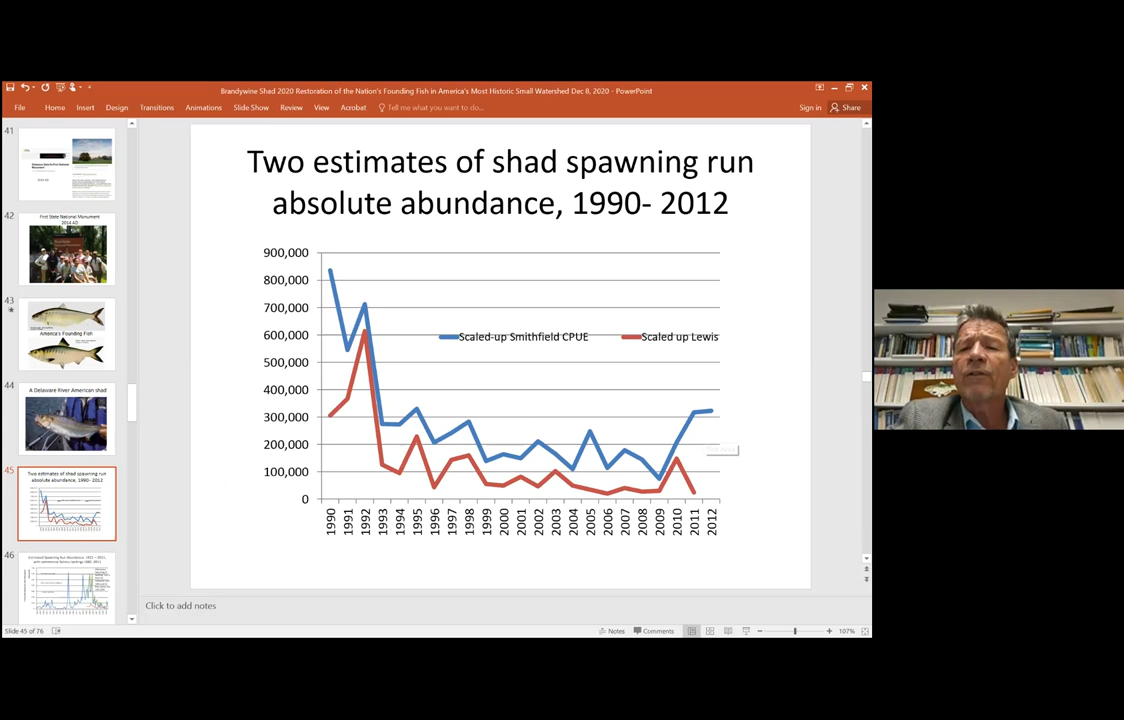 Brandywine Shad 2020 Restoration of the Nation's Founding Fish in America's Most Historic Small Watershed Dec 8, 2020 - PowerPoint
File Home Insert Design Transitions Animations Slide Show Review View Acrobat Tell me what you want to do... Sign in Share
41
42
First State National Monument
2014 AD
43
America's Founding Fish
44
A Delaware River American shad
45
Two estimates of shad spawning run
absolute abundance, 1990- 2012
46
Two estimates of shad spawning run
absolute abundance, 1990- 2012
900,000
800,000
700,000
600,000
500,000
400,000
300,000
200,000
100,000
0
Scaled-up Smithfield CPUE
Scaled up Lewis
1990
1991
1992
1993
1994
1995
1996
1997
1998
1999
2000
2001
2002
2003
2004
2005
2006
2007
2008
2009
2010
2011
2012
Click to add notes
Slide 45 of 76
Notes Comments 107%